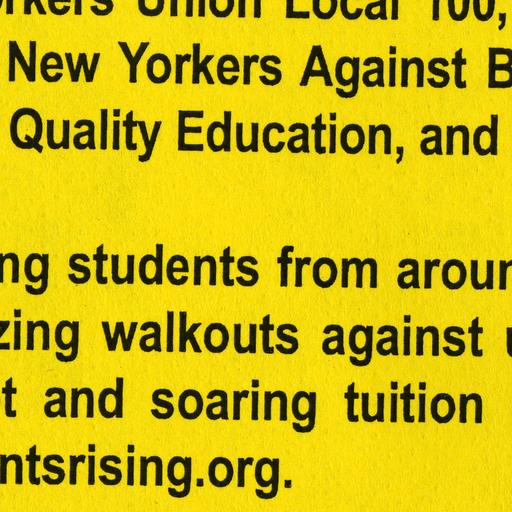 rkers Union Local 100,
New Yorkers Against B
Quality Education, and
ng students from aroun
zing walkouts against u
t and soaring tuition
ntsrising.org.